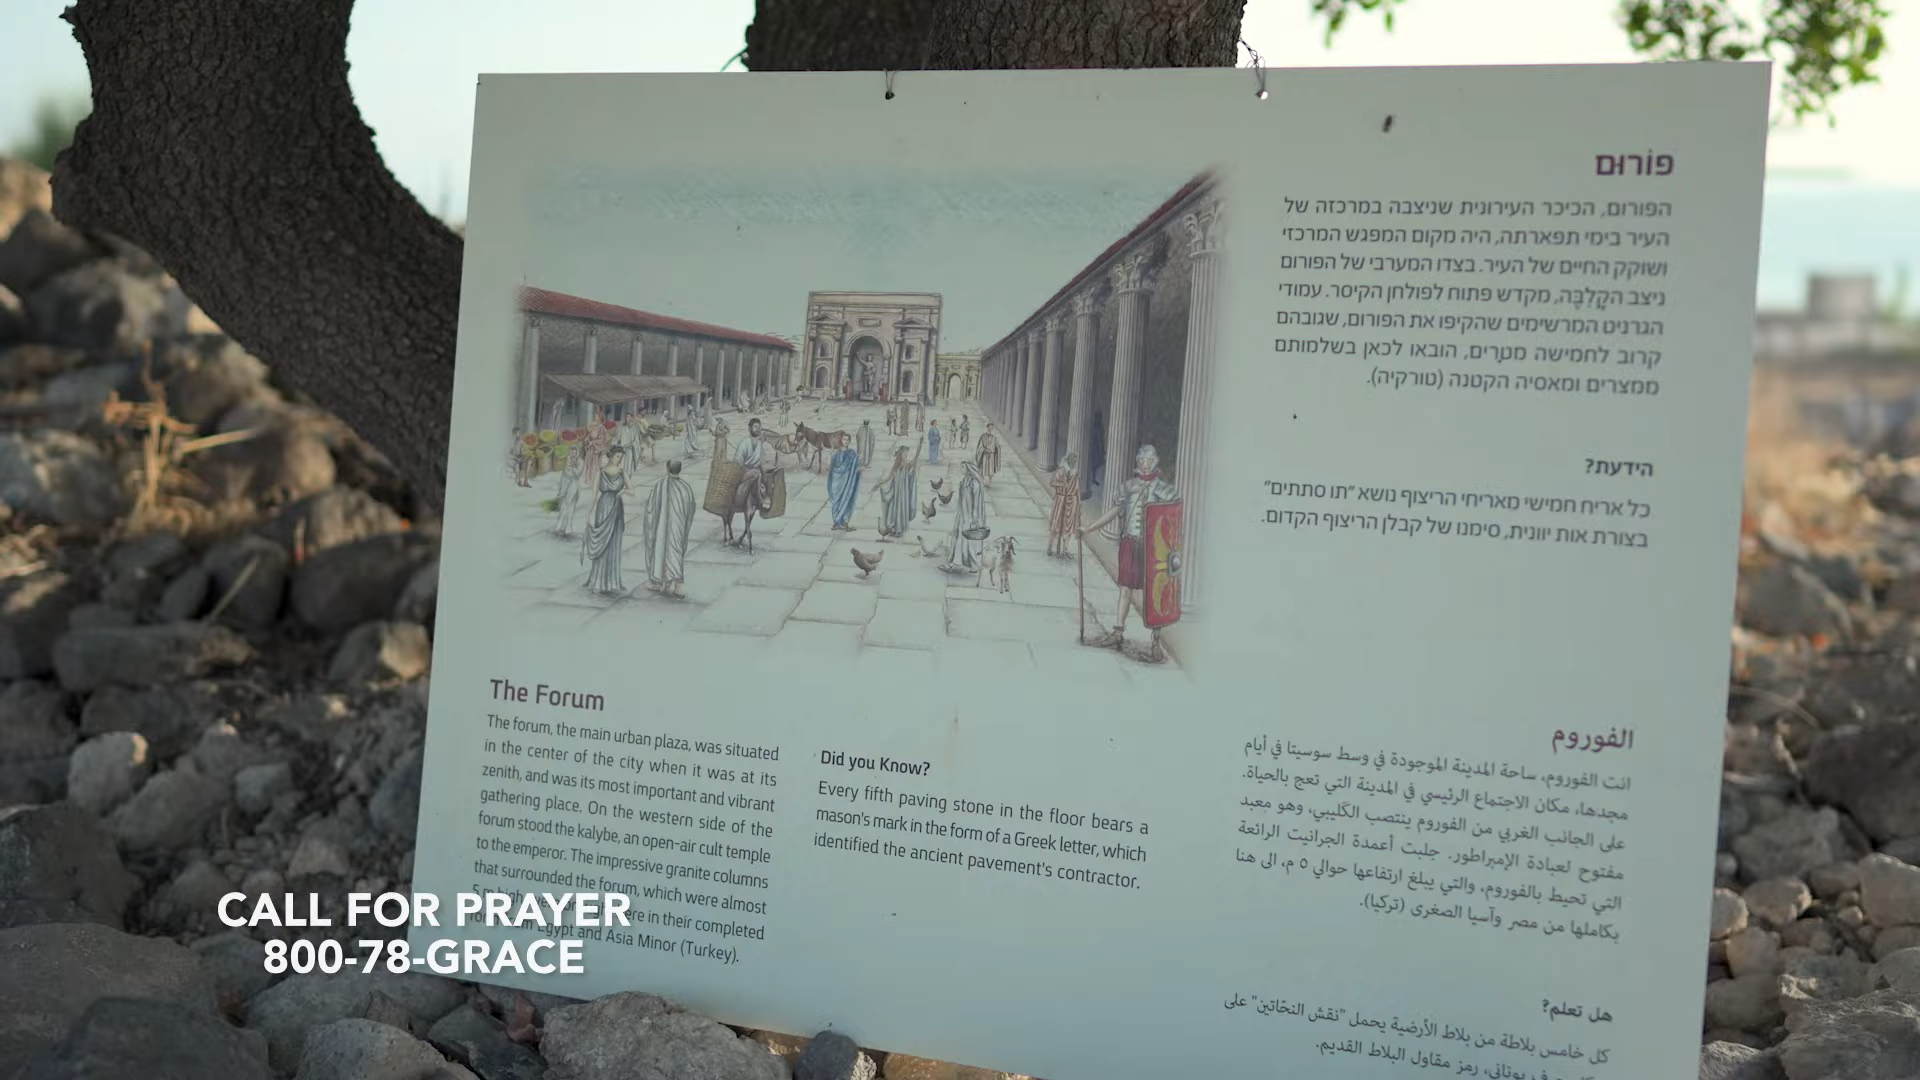 פוֹרוּם
הפורום, הכיכר העירונית שניצבה במרכזה של
העיר בימי תפארתה, היה מקום המפגש המרכזי
ושוקק החיים של העיר. בצדו המערבי של הפורום
ניצב הקָלִבֶּה, מקדש פתוח לפולחן הקיסר. עמודי
הגרניט המרשימים שהקיפו את הפורום, שגובהם
קרוב לחמישה מטרים, הובאו לכאן בשלמותם
ממצרים ומאסיה הקטנה (טורקיה).
הידעת?
כל אריח חמישי מאריחי הריצוף נושא "תו סתתים"
בצורת אות יוונית, סימנו של קבלן הריצוף הקדום.
The Forum
The forum, the main urban plaza, was situated
in the center of the city when it was at its
zenith, and was its most important and vibrant
gathering place. On the western side of the
forum stood the kalybe, an open-air cult temple
to the emperor. The impressive granite columns
that surrounded the forum, which were almost
5 m high, were in their completed
Egypt and Asia Minor (Turkey).
Did you Know?
Every fifth paving stone in the floor bears a
mason's mark in the form of a Greek letter, which
identified the ancient pavement's contractor.
الفوروم
انت الفوروم، ساحة المدينة الموجودة في وسط سوسيتا في أيام
مجدها، مكان الاجتماع الرئيسي في المدينة التي تعج بالحياة.
على الجانب الغربي من الفوروم ينتصب الكَليبي، وهو معبد
مفتوح لعبادة الإمبراطور. جلبت أعمدة الجرانيت الرائعة
التي تحيط بالفوروم، والتي يبلغ ارتفاعها حوالي ٥ م، الى هنا
بكاملها من مصر وآسيا الصغرى (تركيا).
هل تعلم؟
كل خامس بلاطة من بلاط الأرضية يحمل "نقش النحّاتين" على
يوناني، رمز مقاول البلاط القديم.
CALL FOR PRAYER
800-78-GRACE